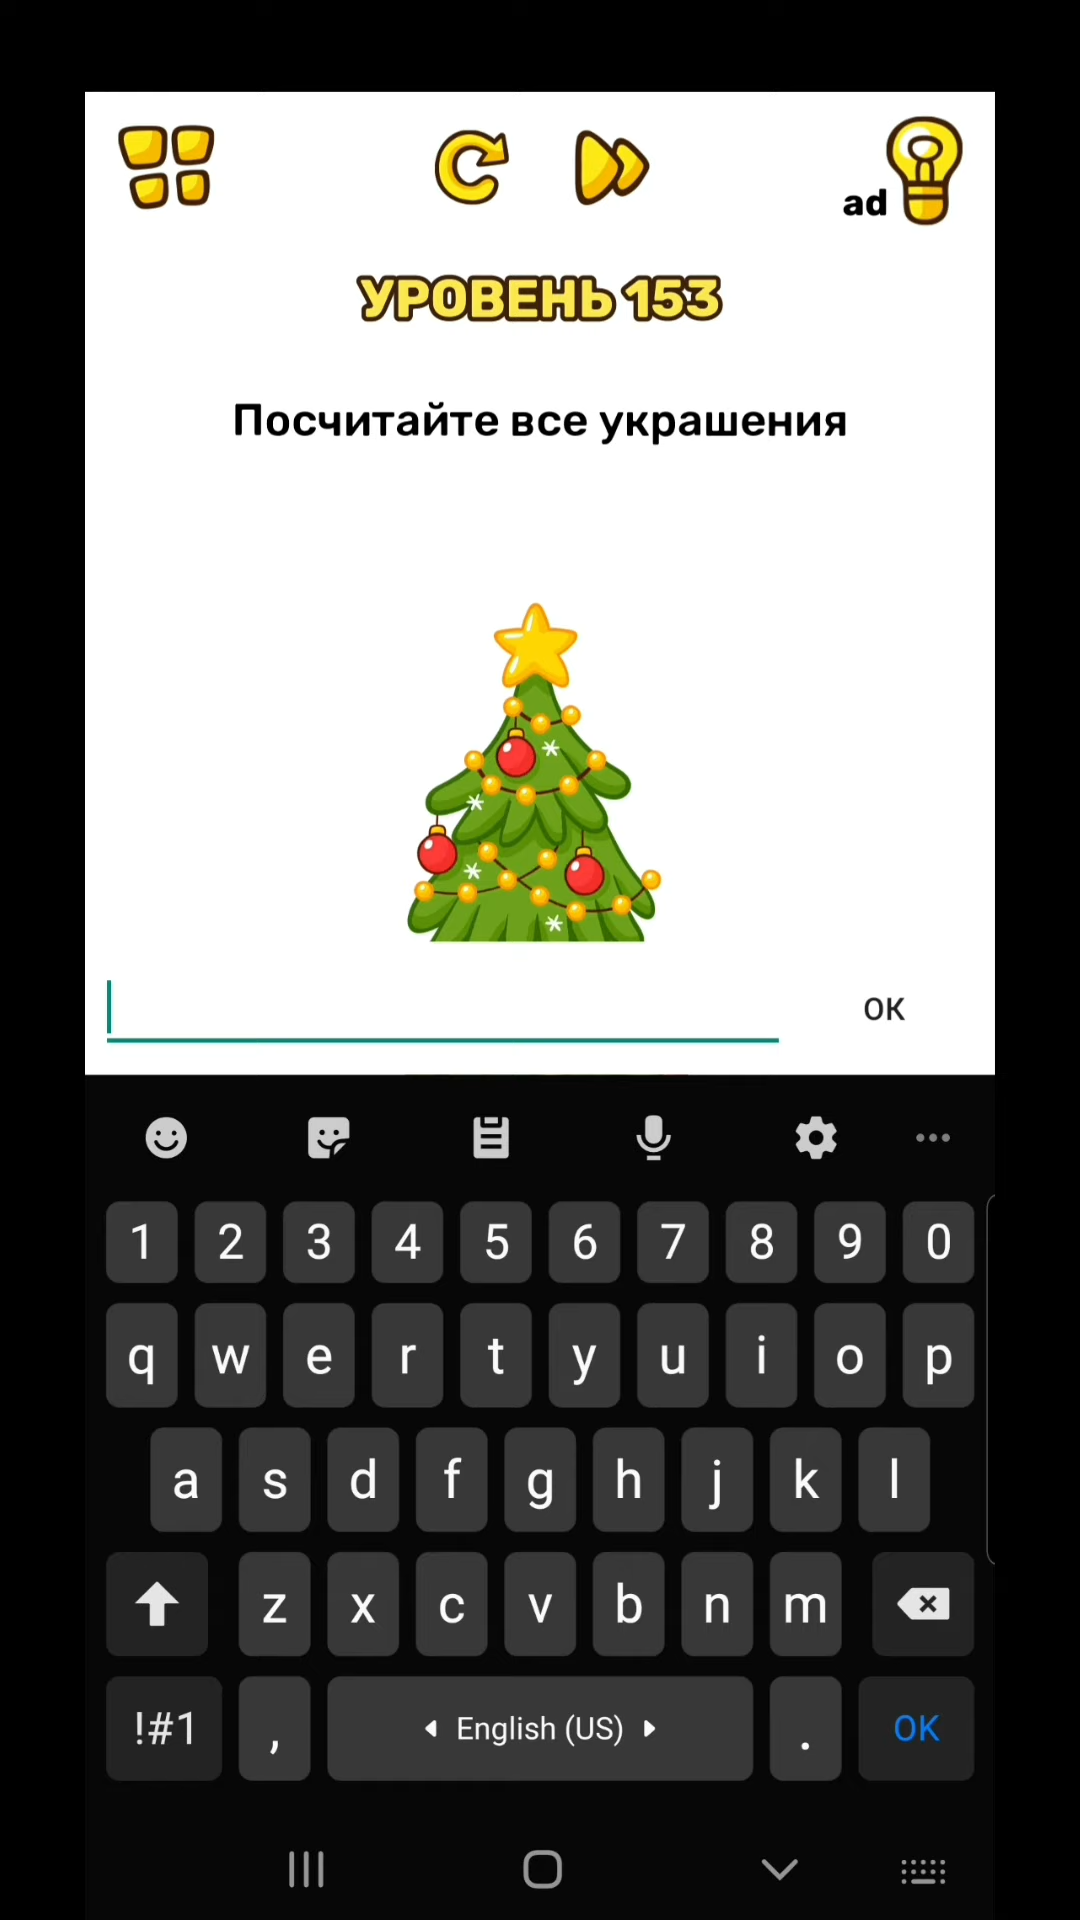 ad
УРОВЕНЬ 153
Посчитайте все украшения
ОК
1 2 3 4 5 6 7 8 9 0
q w e r t y u i o p
a s d f g h j k l
z x c v b n m
!#1 , English (US) . OK